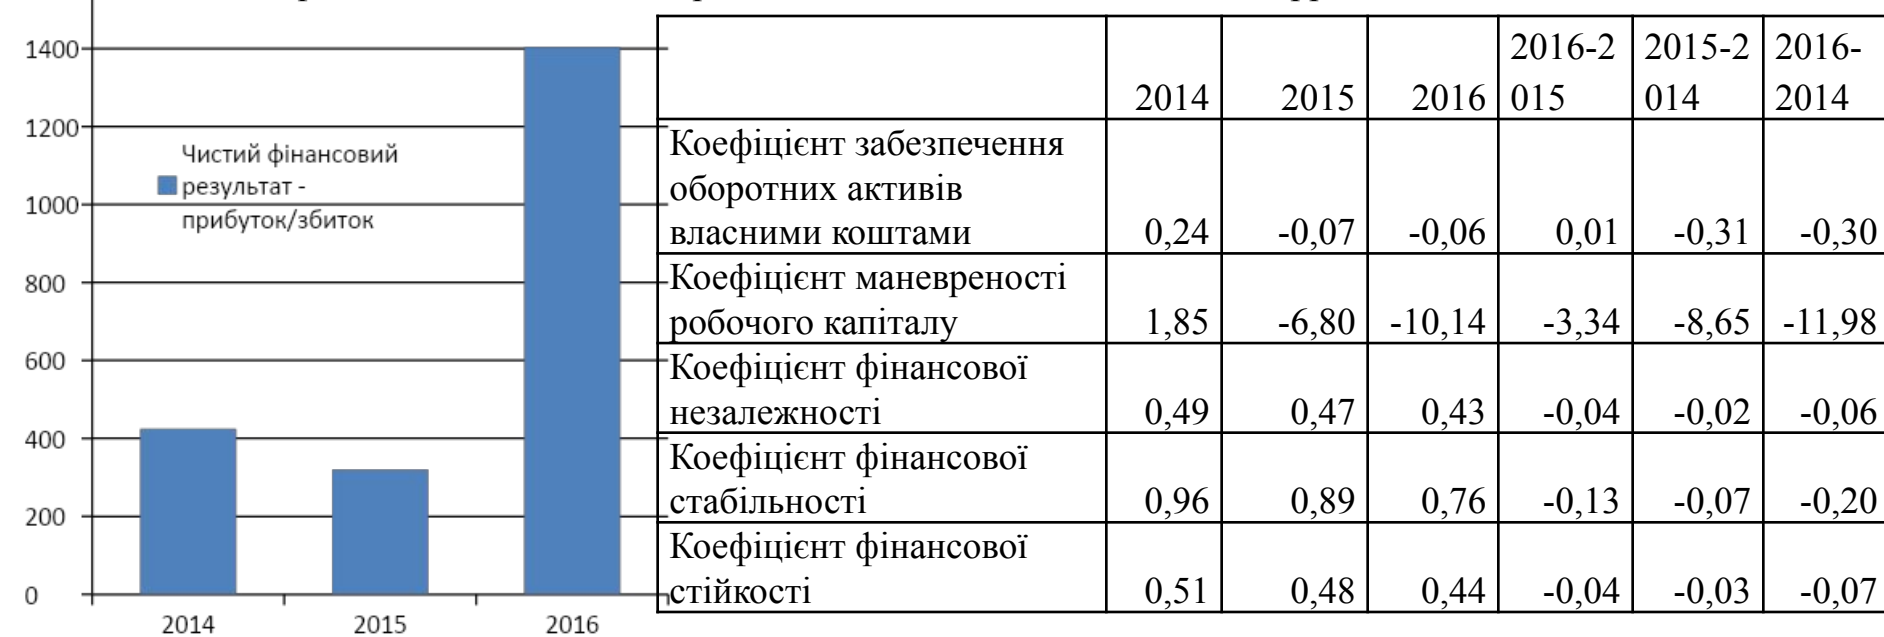 1400
1200
1000
800
600
400
200
0
Чистий фінансовий
результат -
прибуток/збиток
2014 2015 2016
2014 2015 2016 2016-2015 2015-2014 2016-2014
Коефіцієнт забезпечення
оборотних активів
власними коштами 0,24 -0,07 -0,06 0,01 -0,31 -0,30
Коефіцієнт маневреності
робочого капіталу 1,85 -6,80 -10,14 -3,34 -8,65 -11,98
Коефіцієнт фінансової
незалежності 0,49 0,47 0,43 -0,04 -0,02 -0,06
Коефіцієнт фінансової
стабільності 0,96 0,89 0,76 -0,13 -0,07 -0,20
Коефіцієнт фінансової
стійкості 0,51 0,48 0,44 -0,04 -0,03 -0,07